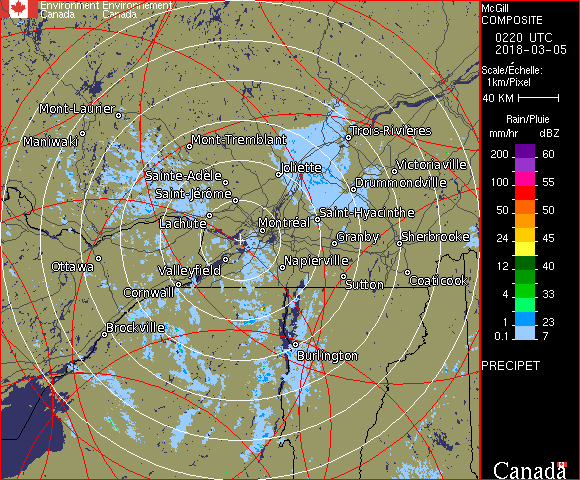 Environment Environnement
Canada Canada
McGill
COMPOSITE
0220 UTC
2018-03-05
Scale/Échelle:
1km/Pixel
40 KM
Rain/Pluie
mm/hr dBZ
200 60
150 55
100 55
50 50
24 45
12 40
4 33
1 23
0.1 7
PRECIPET
Mont-Laurier
Maniwaki
Mont-Tremblant
Trois-Rivières
Joliette
Victoriaville
Sainte-Adèle
Drummondville
Saint-Jérôme
Saint-Hyacinthe
Lachute
Montréal
Granby
Sherbrooke
Ottawa
Valleyfield
Napierville
Sutton
Coaticook
Cornwall
Brockville
Burlington
Canada